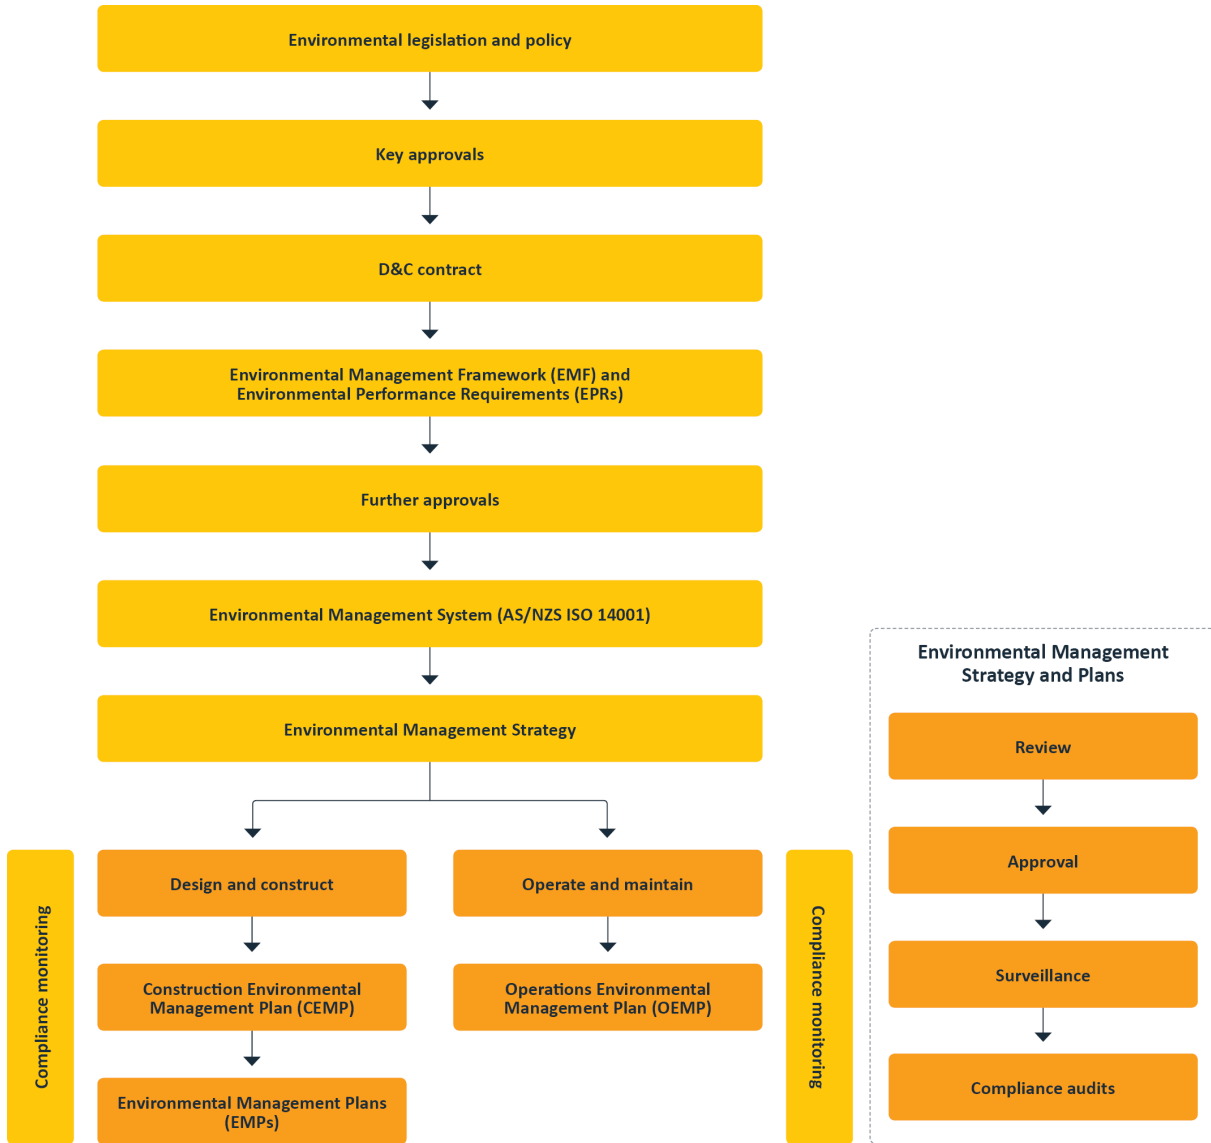 Environmental legislation and policy
Key approvals
D&C contract
Environmental Management Framework (EMF) and
Environmental Performance Requirements (EPRs)
Further approvals
Environmental Management System (AS/NZS ISO 14001)
Environmental Management Strategy
Compliance monitoring
Design and construct
Construction Environmental
Management Plan (CEMP)
Environmental Management Plans
(EMPs)
Operate and maintain
Operations Environmental
Management Plan (OEMP)
Compliance monitoring
Environmental Management
Strategy and Plans
Review
Approval
Surveillance
Compliance audits